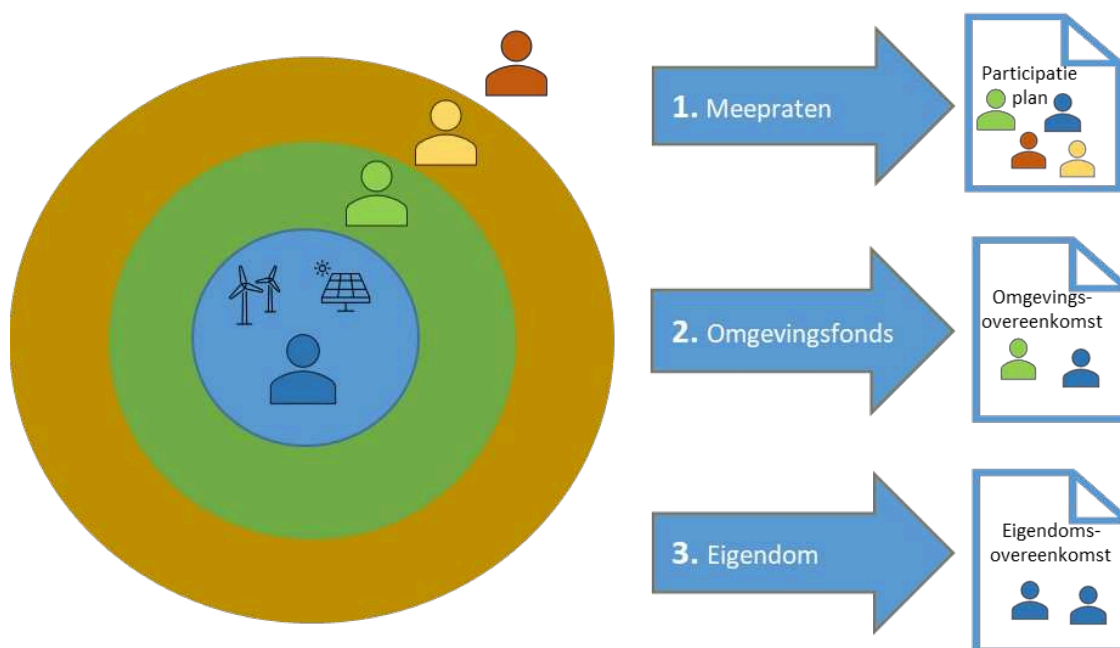 1. Meepraten
Participatie
plan
2. Omgevingsfonds
Omgevings-
overeenkomst
3. Eigendom
Eigendoms-
overeenkomst